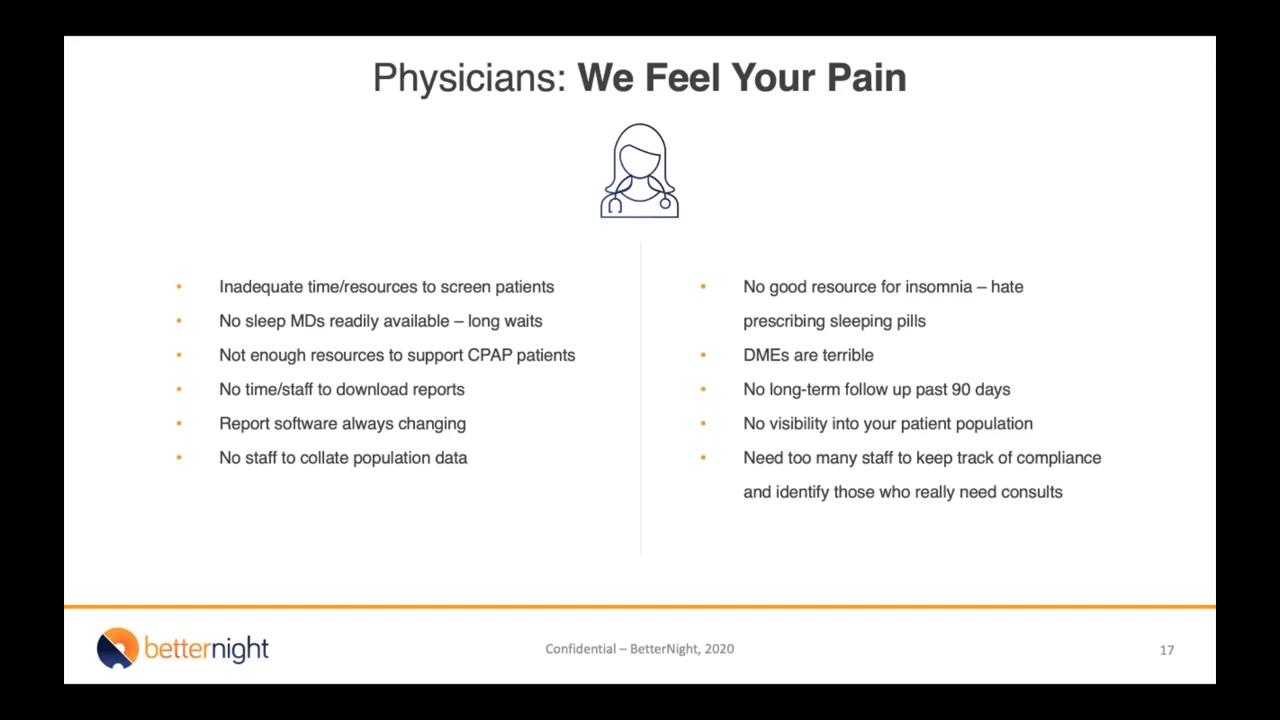 Physicians: We Feel Your Pain
• Inadequate time/resources to screen patients
• No sleep MDs readily available – long waits
• Not enough resources to support CPAP patients
• No time/staff to download reports
• Report software always changing
• No staff to collate population data
• No good resource for insomnia – hate
prescribing sleeping pills
• DMEs are terrible
• No long-term follow up past 90 days
• No visibility into your patient population
• Need too many staff to keep track of compliance
and identify those who really need consults
betternight
Confidential – BetterNight, 2020
17